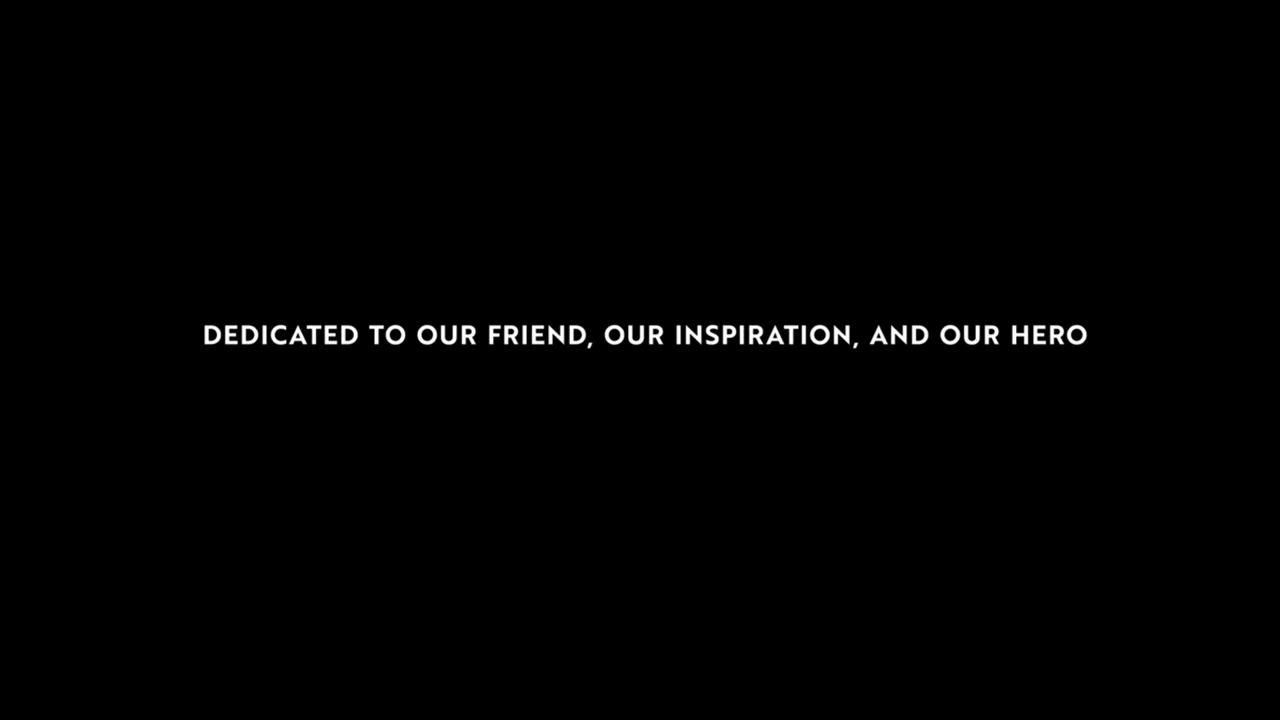 DEDICATED TO OUR FRIEND, OUR INSPIRATION, AND OUR HERO